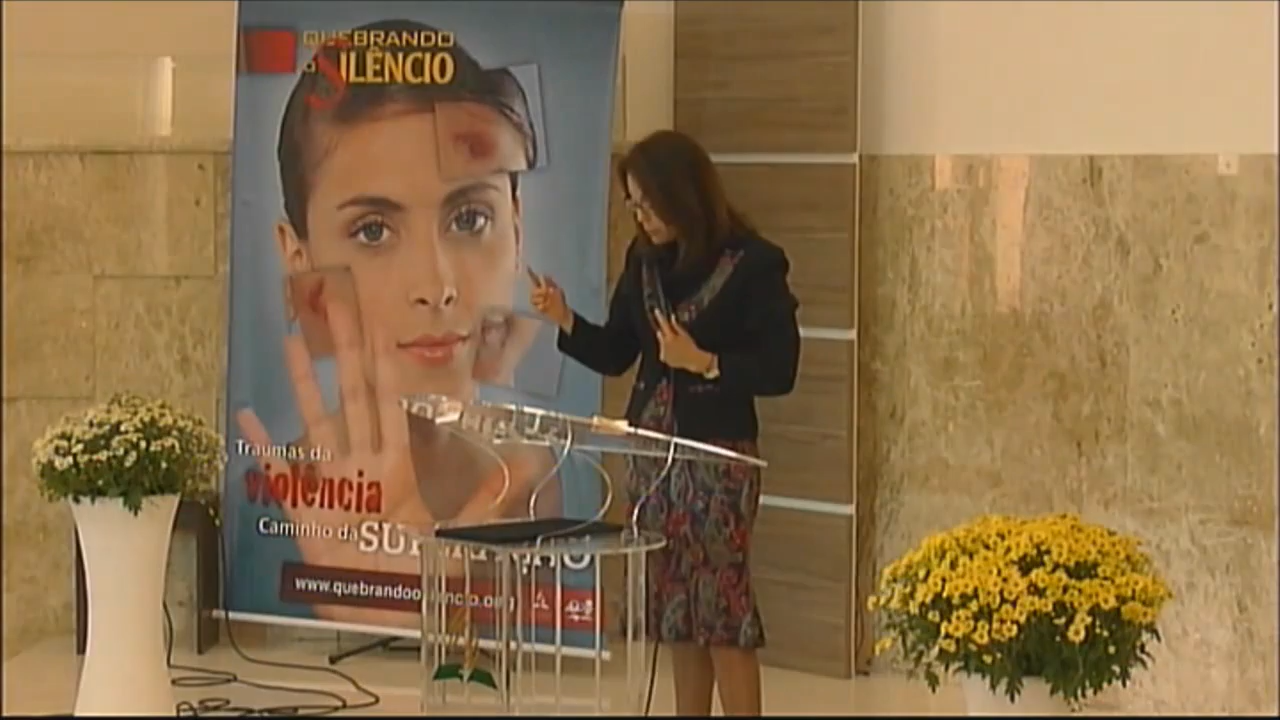 QUEBRANDO
O SILÊNCIO
Traumas da
violência
Caminho da